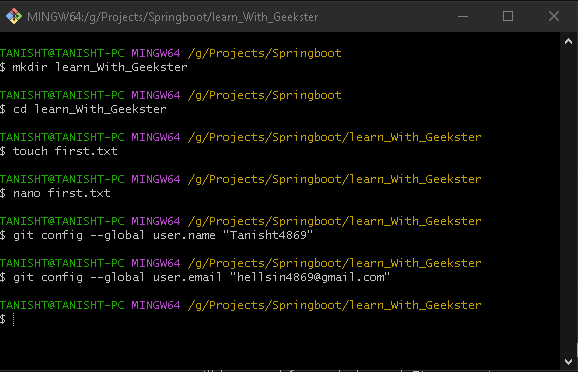 MINGW64:/g/Projects/Springboot/learn_With_Geekster
TANISHT@TANISHT-PC MINGW64 /g/Projects/Springboot
$ mkdir learn_With_Geekster
TANISHT@TANISHT-PC MINGW64 /g/Projects/Springboot
$ cd learn_With_Geekster
TANISHT@TANISHT-PC MINGW64 /g/Projects/Springboot/learn_With_Geekster
$ touch first.txt
TANISHT@TANISHT-PC MINGW64 /g/Projects/Springboot/learn_With_Geekster
$ nano first.txt
TANISHT@TANISHT-PC MINGW64 /g/Projects/Springboot/learn_With_Geekster
$ git config --global user.name "Tanisht4869"
TANISHT@TANISHT-PC MINGW64 /g/Projects/Springboot/learn_With_Geekster
$ git config --global user.email "hellsin4869@gmail.com"
TANISHT@TANISHT-PC MINGW64 /g/Projects/Springboot/learn_With_Geekster
$